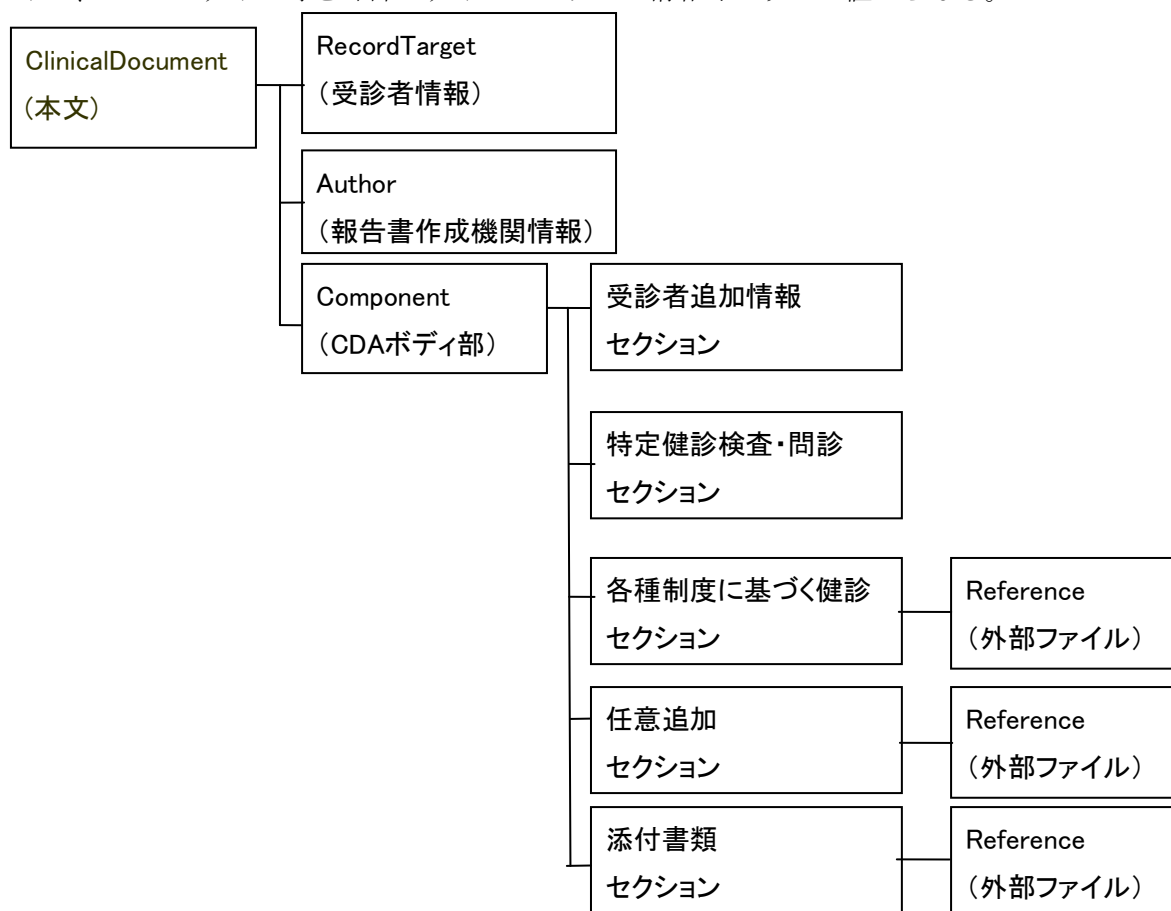 ClinicalDocument
（本文）
RecordTarget
（受診者情報）
Author
（報告書作成機関情報）
Component
（CDAボディ部）
受診者追加情報
セクション
特定健診検査・問診
セクション
各種制度に基づく健診
セクション
Reference
（外部ファイル）
任意追加
セクション
Reference
（外部ファイル）
添付書類
セクション
Reference
（外部ファイル）